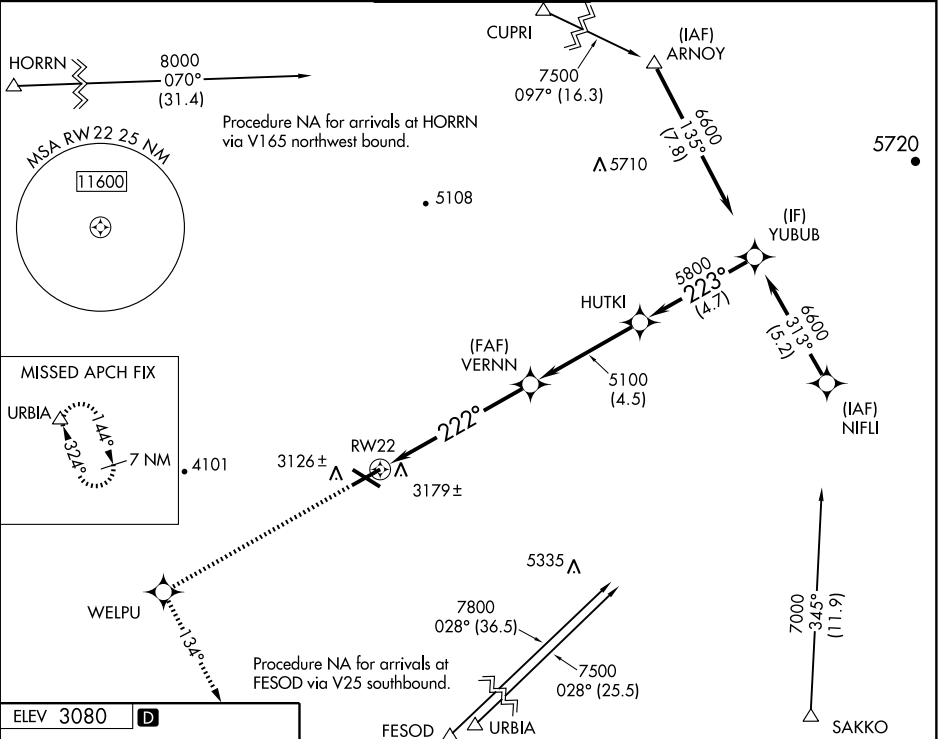 CUPRI
(IAF)
ARNOY
7500
097° (16.3)
HORRN
8000
070°
(31.4)
Procedure NA for arrivals at HORRN
via V165 northwest bound.
6600
135°
(7.8)
5710
5720
MSA RW22 25 NM
11600
5108
(IF)
YUBUB
5800
223°
(4.7)
HUTKI
6600
313°
(5.2)
(FAF)
VERNN
5100
(4.5)
(IAF)
NIFLI
MISSED APCH FIX
URBIA
144°
324°
7 NM
4101
222°
RW22
3126±
3179±
5335
WELPU
134°
7800
028° (36.5)
7500
028° (25.5)
7000
345°
(11.9)
Procedure NA for arrivals at
FESOD via V25 southbound.
FESOD
URBIA
SAKKO
ELEV 3080
D